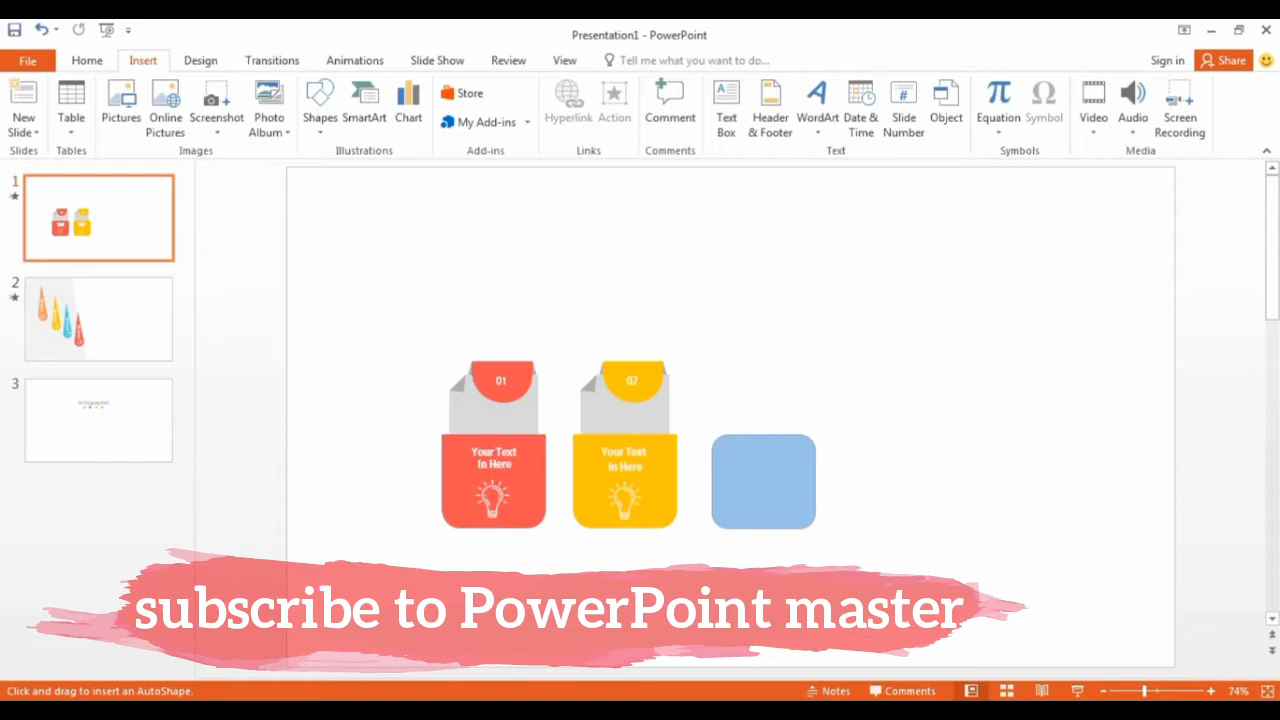 Presentation1 - PowerPoint
File Home Insert Design Transitions Animations Slide Show Review View Tell me what you want to do... Sign in Share
New Slide
Table
Pictures
Online Pictures
Screenshot
Photo Album
Shapes
SmartArt
Chart
Store
My Add-ins
Hyperlink
Action
Comment
Text Box
Header & Footer
WordArt
Date & Time
Slide Number
Object
Equation
Symbol
Video
Audio
Screen Recording
Slides Tables Images Illustrations Add-ins Links Comments Text Symbols Media
1
2
3
01
02
Your Text
In Here
Your Text
In Here
subscribe to PowerPoint master
Click and drag to insert an AutoShape.
Notes Comments 74%